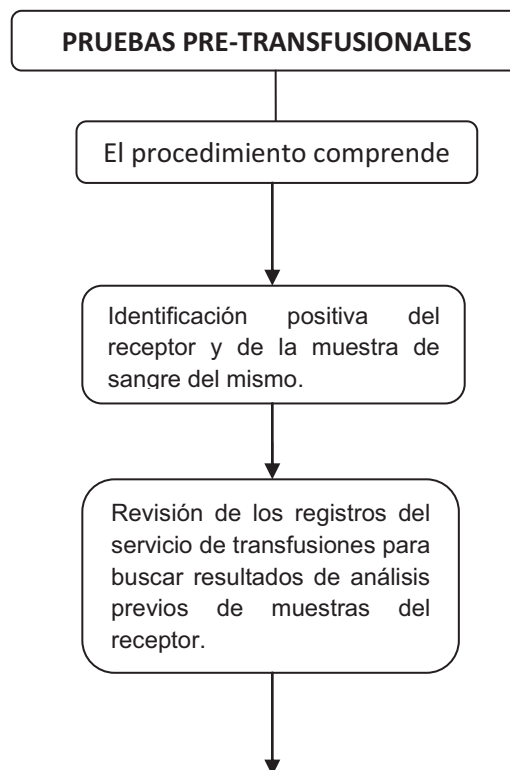 PRUEBAS PRE-TRANSFUSIONALES
El procedimiento comprende
Identificación positiva del
receptor y de la muestra de
sangre del mismo.
Revisión de los registros del
servicio de transfusiones para
buscar resultados de análisis
previos de muestras del
receptor.